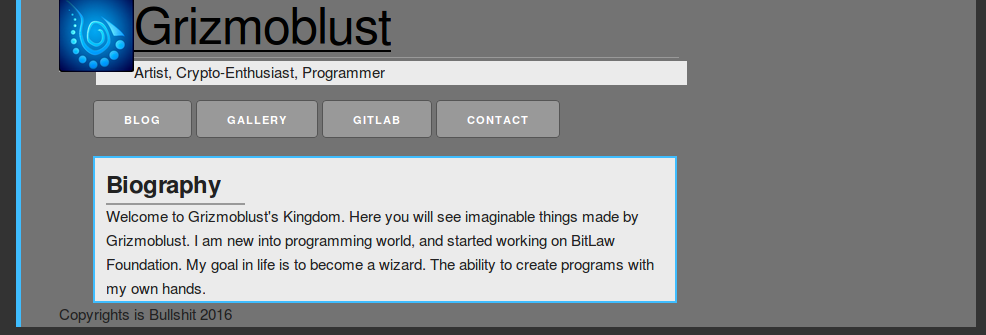 Grizmoblust
Artist, Crypto-Enthusiast, Programmer
BLOG GALLERY GITLAB CONTACT
Biography
Welcome to Grizmoblust's Kingdom. Here you will see imaginable things made by
Grizmoblust. I am new into programming world, and started working on BitLaw
Foundation. My goal in life is to become a wizard. The ability to create programs with
my own hands.
Copyrights is Bullshit 2016